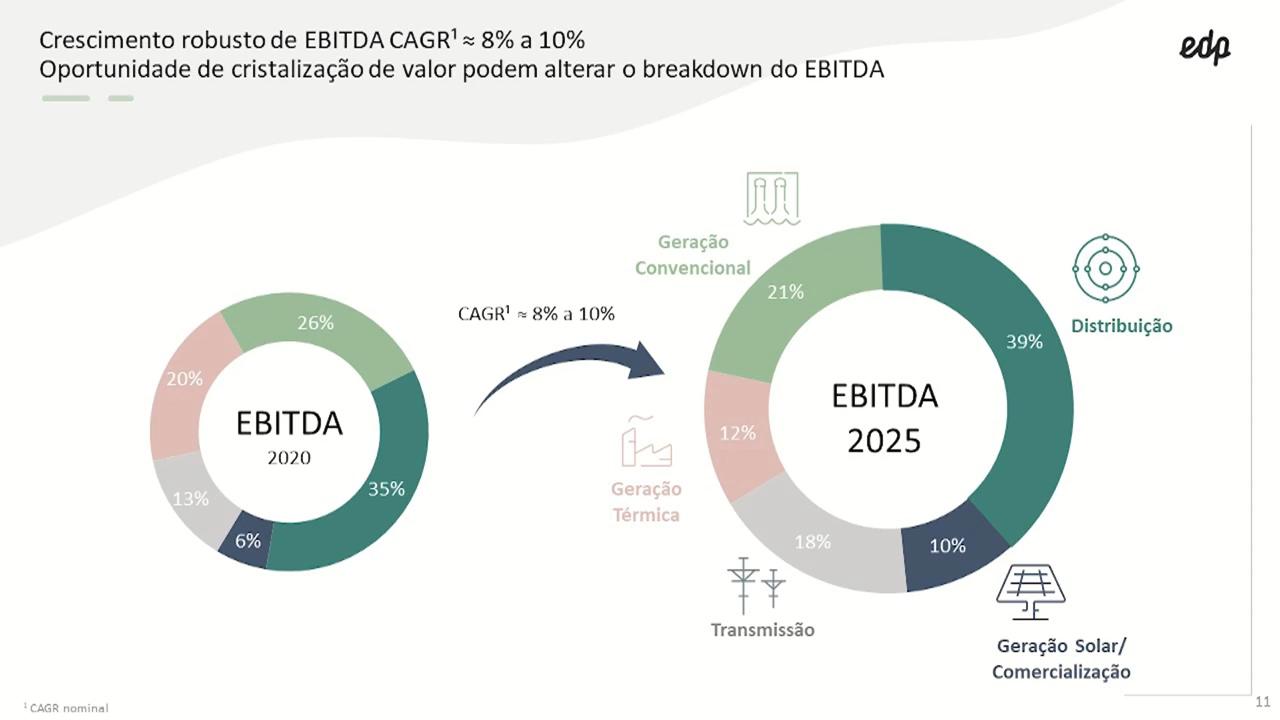 Crescimento robusto de EBITDA CAGR¹ ≈ 8% a 10%
Oportunidade de cristalização de valor podem alterar o breakdown do EBITDA
edp
Geração
Convencional
21%
39%
Distribuição
CAGR¹ ≈ 8% a 10%
26%
20%
EBITDA
2020
35%
13%
6%
EBITDA
2025
12%
Geração
Térmica
18%
10%
Transmissão
Geração Solar/
Comercialização
¹ CAGR nominal
11